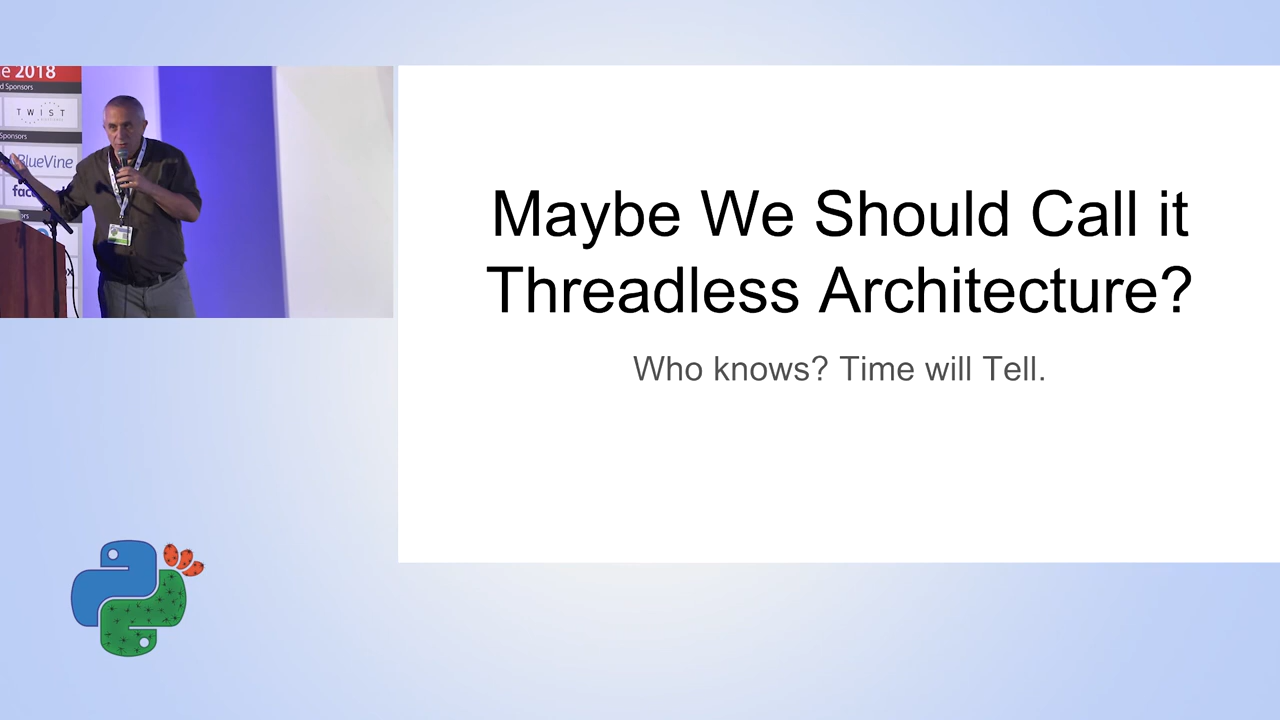 e 2018
d Sponsors
TWIST
Sponsors
BlueVine
Maybe We Should Call it
Threadless Architecture?
Who knows? Time will Tell.